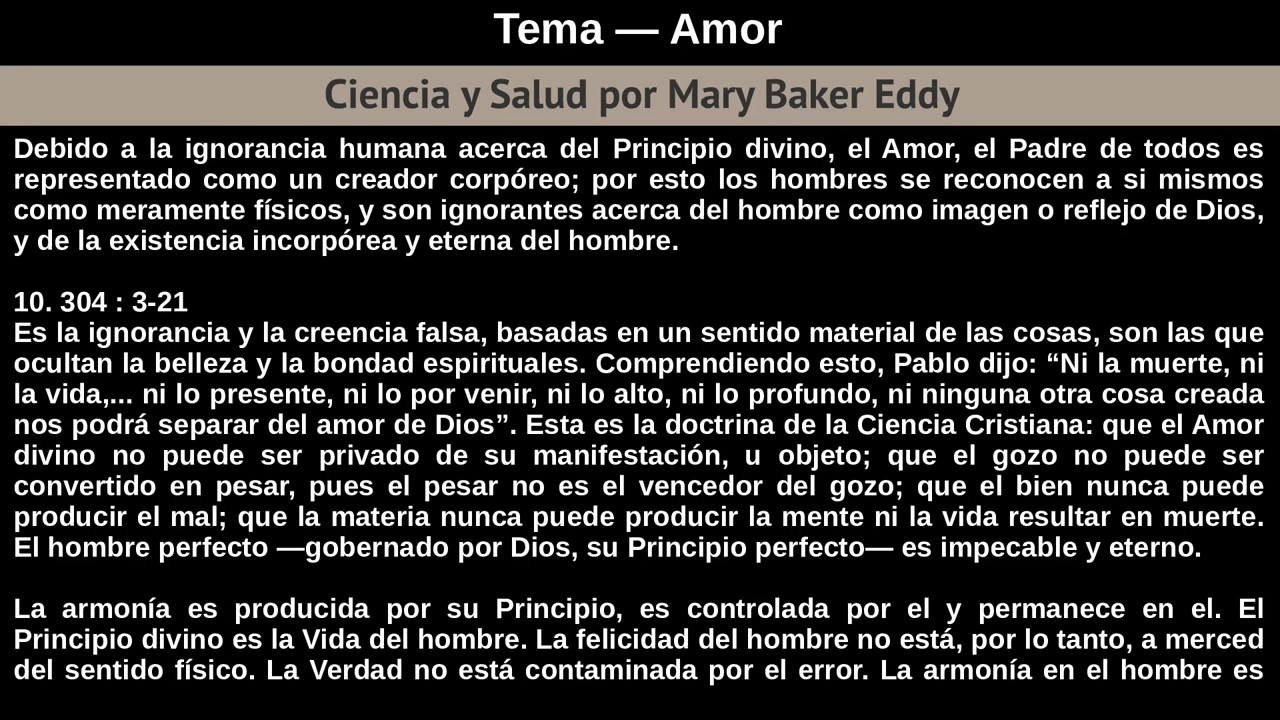 Tema — Amor
Ciencia y Salud por Mary Baker Eddy
Debido a la ignorancia humana acerca del Principio divino, el Amor, el Padre de todos es
representado como un creador corpóreo; por esto los hombres se reconocen a si mismos
como meramente físicos, y son ignorantes acerca del hombre como imagen o reflejo de Dios,
y de la existencia incorpórea y eterna del hombre.
10. 304 : 3-21
Es la ignorancia y la creencia falsa, basadas en un sentido material de las cosas, son las que
ocultan la belleza y la bondad espirituales. Comprendiendo esto, Pablo dijo: “Ni la muerte, ni
la vida,... ni lo presente, ni lo por venir, ni lo alto, ni lo profundo, ni ninguna otra cosa creada
nos podrá separar del amor de Dios”. Esta es la doctrina de la Ciencia Cristiana: que el Amor
divino no puede ser privado de su manifestación, u objeto; que el gozo no puede ser
convertido en pesar, pues el pesar no es el vencedor del gozo; que el bien nunca puede
producir el mal; que la materia nunca puede producir la mente ni la vida resultar en muerte.
El hombre perfecto —gobernado por Dios, su Principio perfecto— es impecable y eterno.
La armonía es producida por su Principio, es controlada por el y permanece en el. El
Principio divino es la Vida del hombre. La felicidad del hombre no está, por lo tanto, a merced
del sentido físico. La Verdad no está contaminada por el error. La armonía en el hombre es